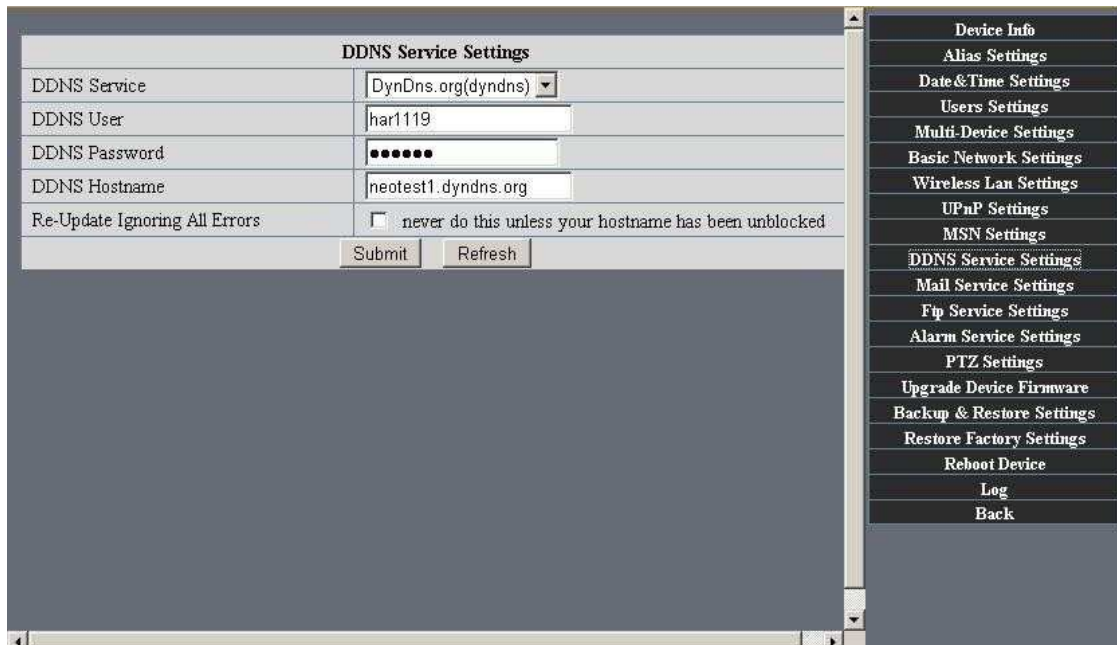 DDNS Service Settings
DDNS Service DynDns.org(dyndns)
DDNS User har1119
DDNS Password ●●●●●●
DDNS Hostname neotest1.dyndns.org
Re-Update Ignoring All Errors never do this unless your hostname has been unblocked
Submit Refresh
Device Info
Alias Settings
Date&Time Settings
Users Settings
Multi-Device Settings
Basic Network Settings
Wireless Lan Settings
UPnP Settings
MSN Settings
DDNS Service Settings
Mail Service Settings
Ftp Service Settings
Alarm Service Settings
PTZ Settings
Upgrade Device Firmware
Backup & Restore Settings
Restore Factory Settings
Reboot Device
Log
Back